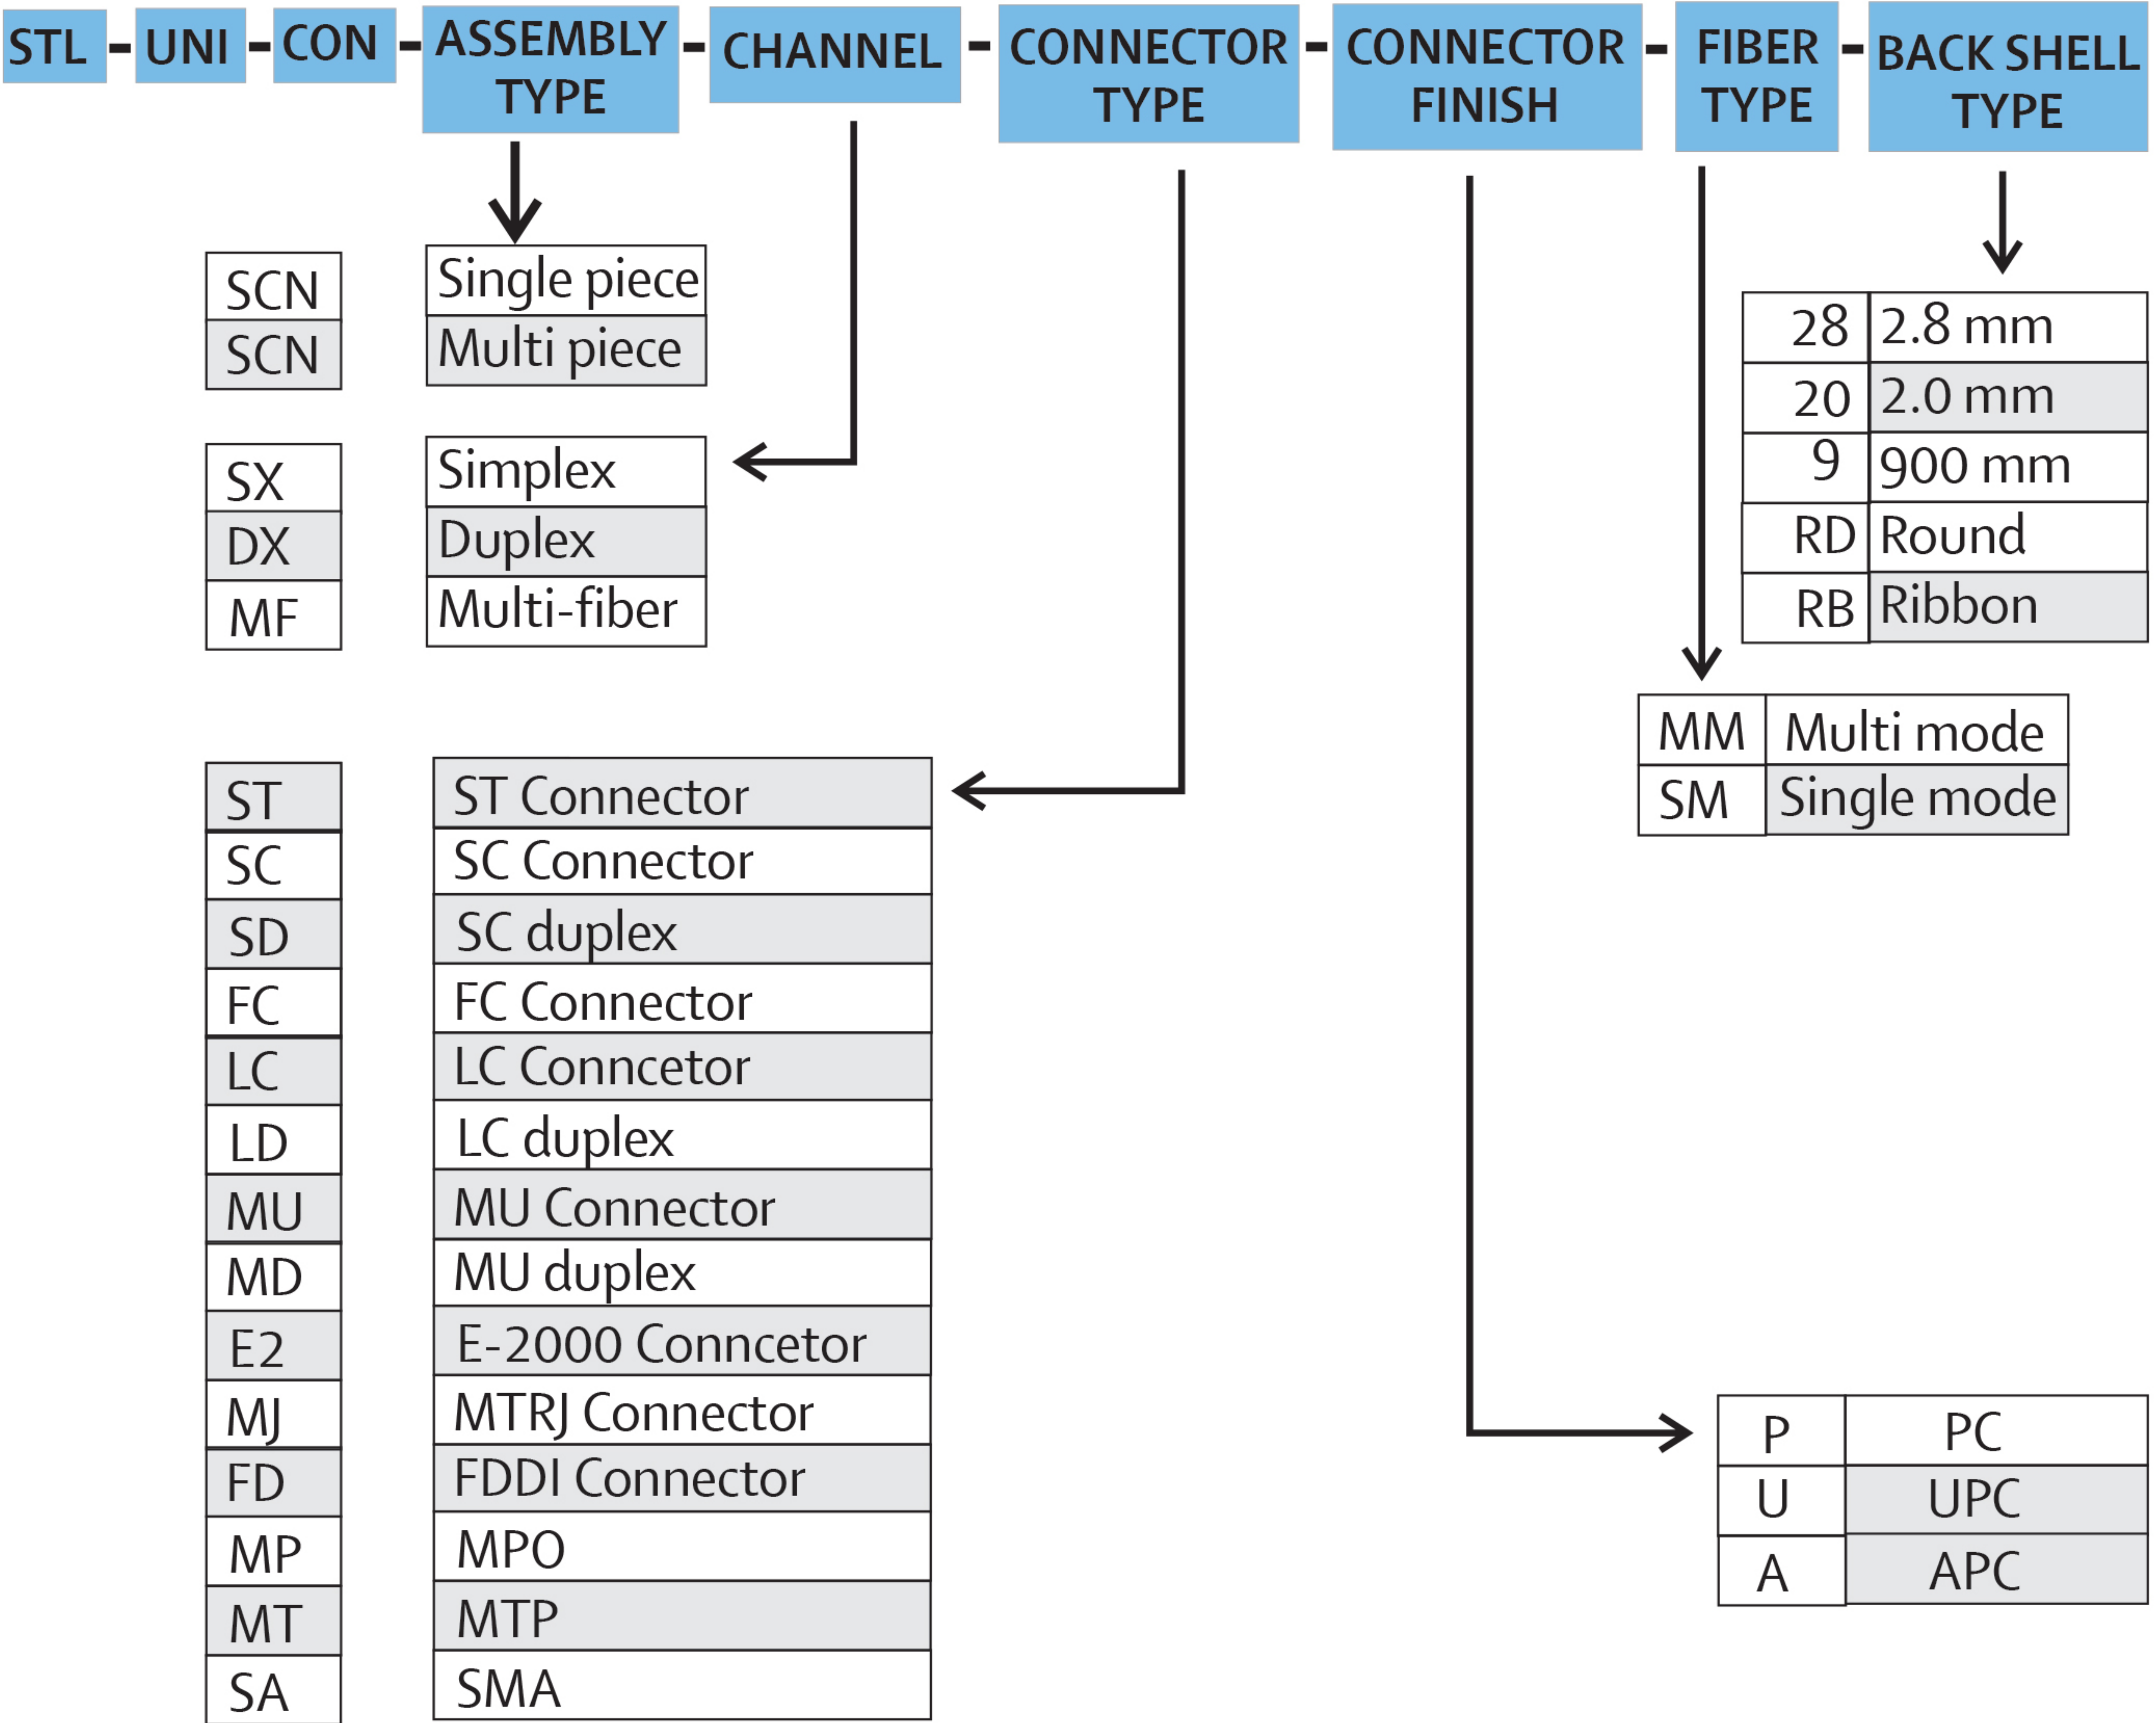 STL - UNI - CON - ASSEMBLY TYPE - CHANNEL - CONNECTOR TYPE - CONNECTOR FINISH - FIBER TYPE - BACK SHELL TYPE
SCN Single piece
SCN Multi piece
SX Simplex
DX Duplex
MF Multi-fiber
ST ST Connector
SC SC Connector
SD SC duplex
FC FC Connector
LC LC Conncetor
LD LC duplex
MU MU Connector
MD MU duplex
E2 E-2000 Conncetor
MJ MTRJ Connector
FD FDDI Connector
MP MPO
MT MTP
SA SMA
P PC
U UPC
A APC
MM Multi mode
SM Single mode
28 2.8 mm
20 2.0 mm
9 900 mm
RD Round
RB Ribbon